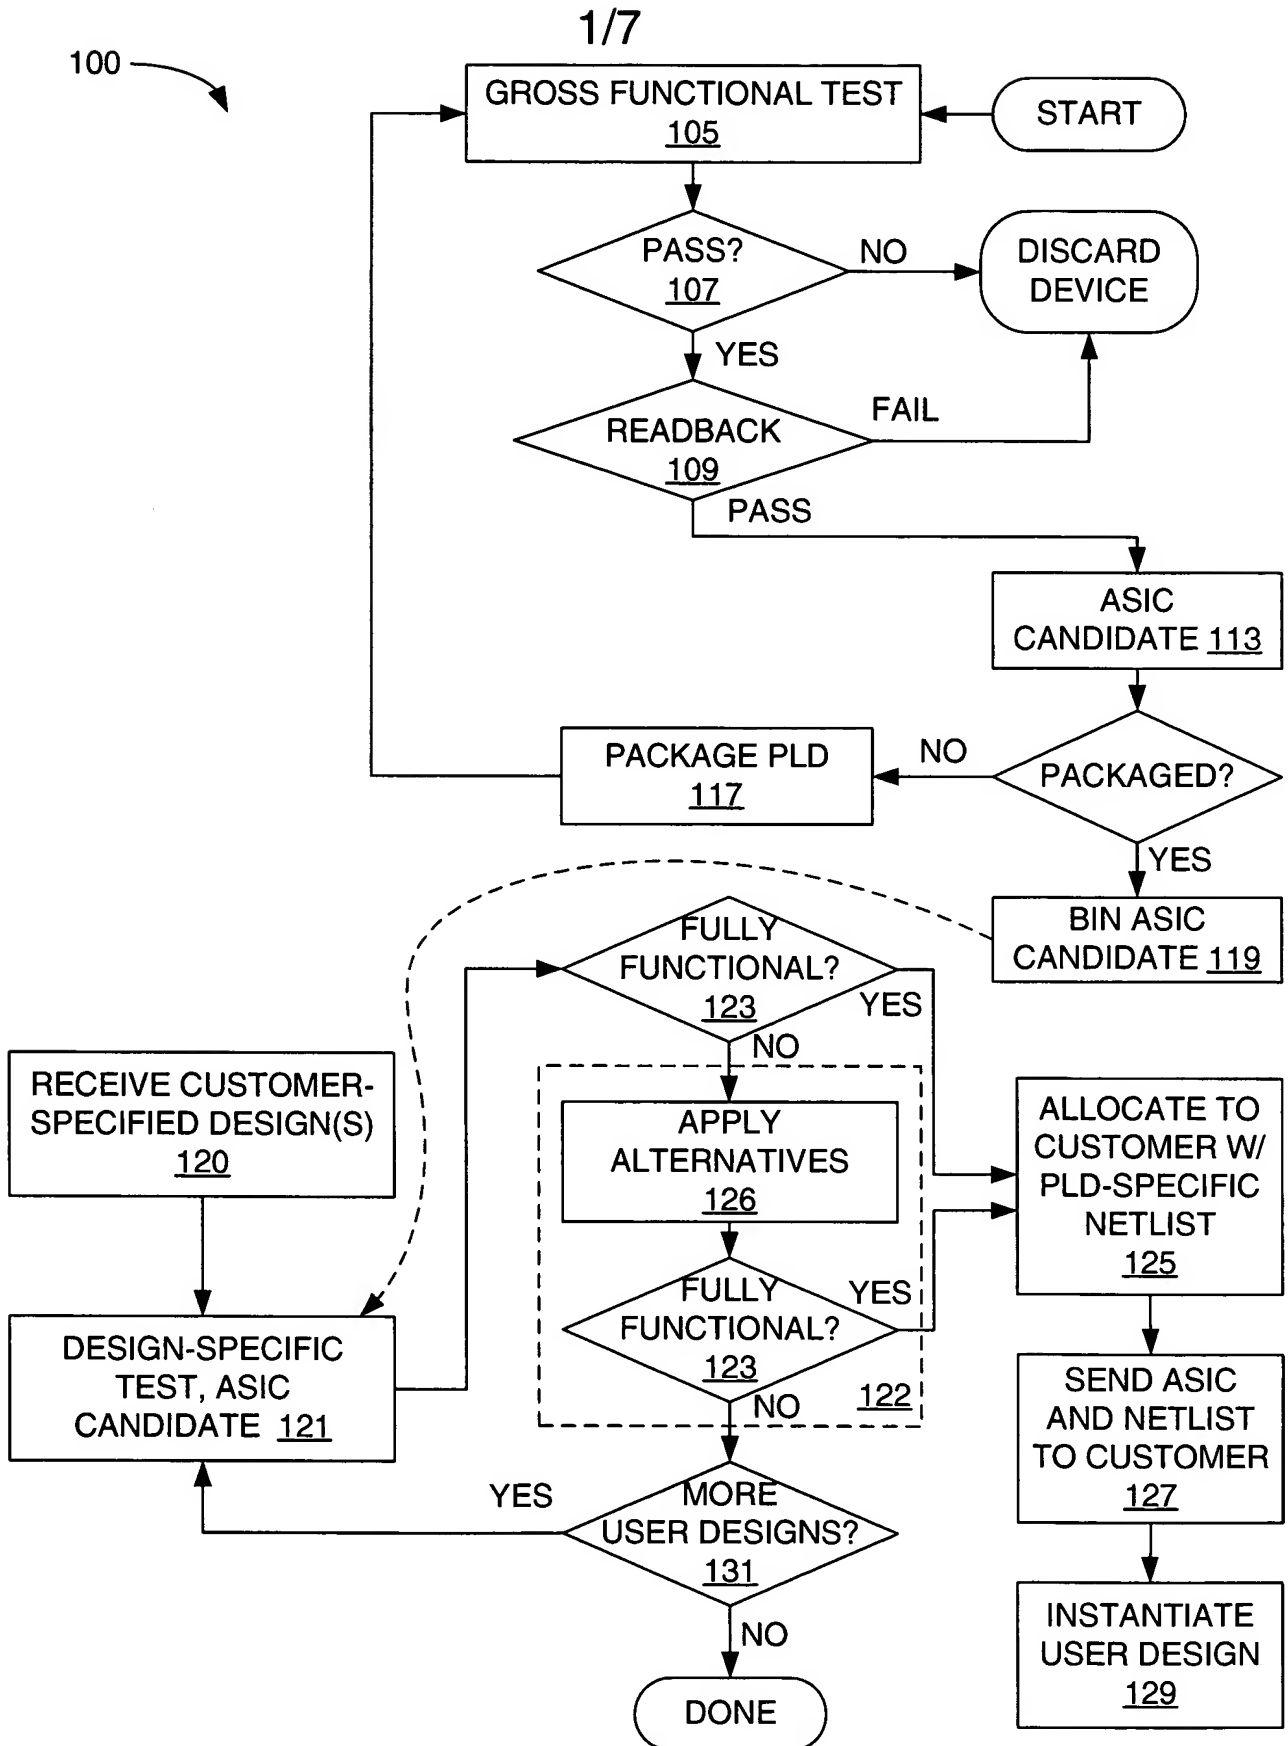 1/7
100
GROSS FUNCTIONAL TEST
105
START
PASS?
107
NO
DISCARD
DEVICE
YES
READBACK
109
FAIL
PASS
ASIC
CANDIDATE 113
PACKAGED?
NO
PACKAGE PLD
117
YES
BIN ASIC
CANDIDATE 119
FULLY
FUNCTIONAL?
123
YES
NO
RECEIVE CUSTOMER-
SPECIFIED DESIGN(S)
120
APPLY
ALTERNATIVES
126
ALLOCATE TO
CUSTOMER W/
PLD-SPECIFIC
NETLIST
125
FULLY
FUNCTIONAL?
123
YES
NO
122
DESIGN-SPECIFIC
TEST, ASIC
CANDIDATE 121
SEND ASIC
AND NETLIST
TO CUSTOMER
127
YES
MORE
USER DESIGNS?
131
NO
INSTANTIATE
USER DESIGN
129
DONE